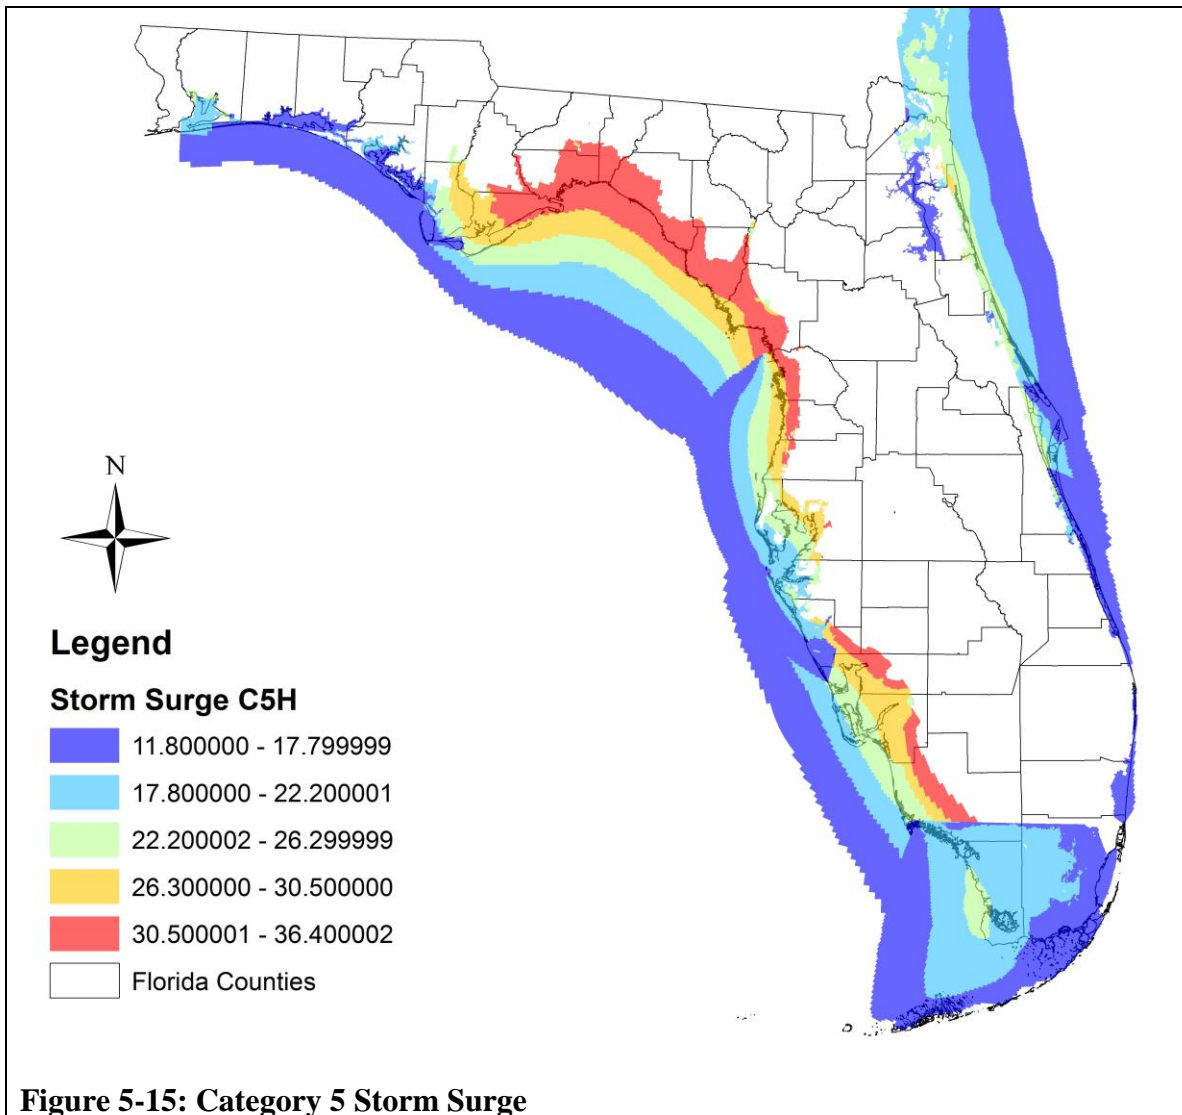 N
Legend
Storm Surge C5H
11.800000 - 17.799999
17.800000 - 22.200001
22.200002 - 26.299999
26.300000 - 30.500000
30.500001 - 36.400002
Florida Counties
Figure 5-15: Category 5 Storm Surge